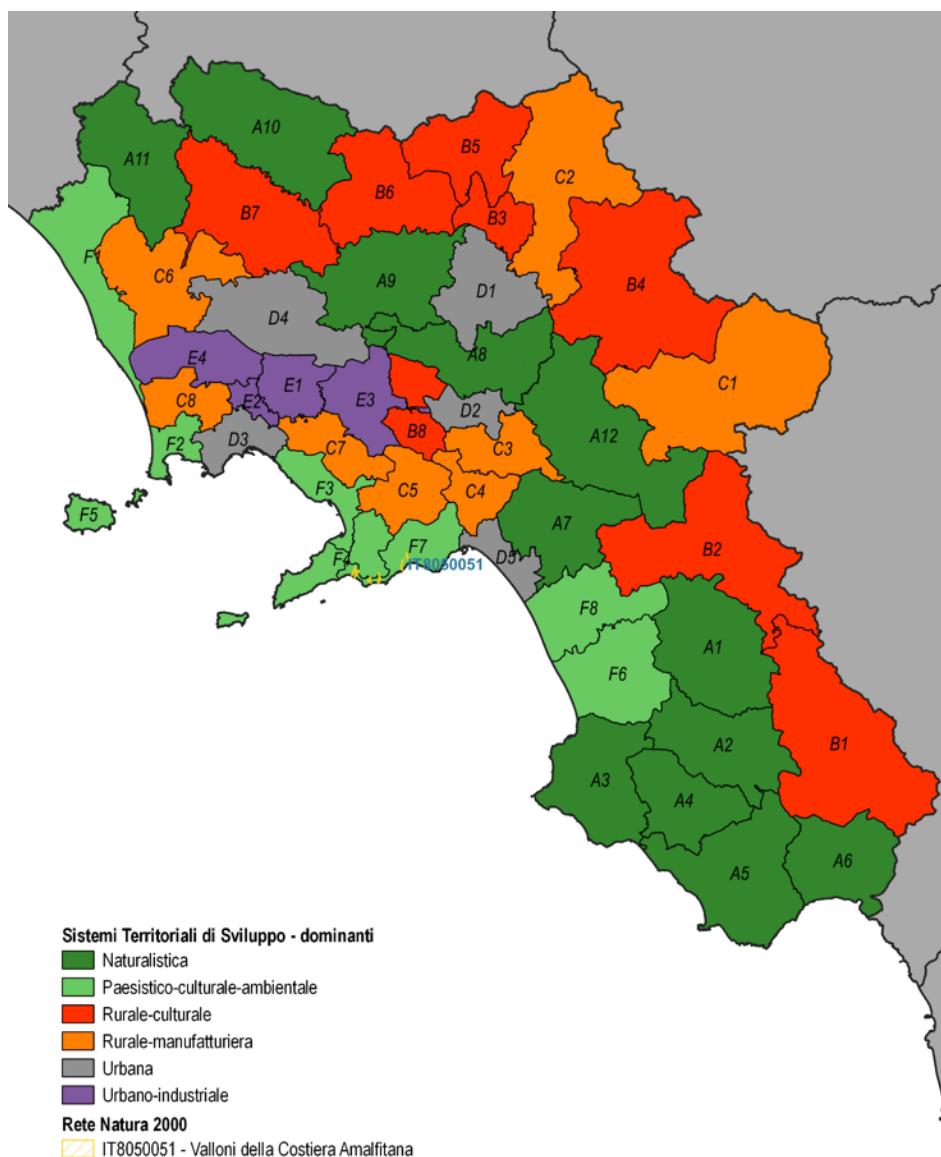 A10
B5
A11
C2
B6
B7
B3
F1
C6
A9
B4
D1
D4
A8
E4
C1
E1
E3
C8
E2
D2
B8
A12
F2
D3
C7
C3
F3
C5
C4
F5
A7
B2
F4
F7
D5
IT8050051
F8
A1
F6
A2
B1
A3
A4
A5
A6
Sistemi Territoriali di Sviluppo - dominanti
Naturalistica
Paesistico-culturale-ambientale
Rurale-culturale
Rurale-manufatturiera
Urbana
Urbano-industriale
Rete Natura 2000
IT8050051 - Valloni della Costiera Amalfitana